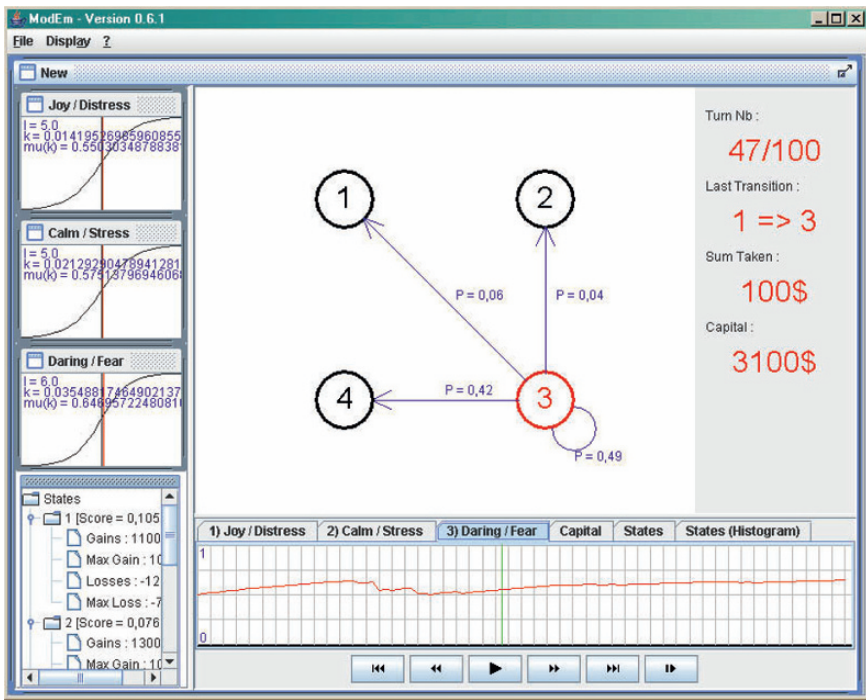 ModEm - Version 0.6.1
File Display ?
New
Joy / Distress
l = 5.0
k = 0.01419526985960855
mu(k) = 0.5503034878838
Calm / Stress
l = 5.0
k = 0.02129290478941281
mu(k) = 0.5751379694606
Daring / Fear
l = 6.0
k = 0.03548817464902137
mu(k) = 0.646957224808
States
1 [Score = 0,105
Gains : 1100
Max Gain : 10
Losses : -12
Max Loss : -7
2 [Score = 0,076
Gains : 1300
Max Gain : 10
1
2
P = 0,06
P = 0,04
4
P = 0,42
3
P = 0,49
Turn Nb :
47/100
Last Transition :
1 => 3
Sum Taken :
100$
Capital :
3100$
1) Joy / Distress
2) Calm / Stress
3) Daring / Fear
Capital
States
States (Histogram)
1
0